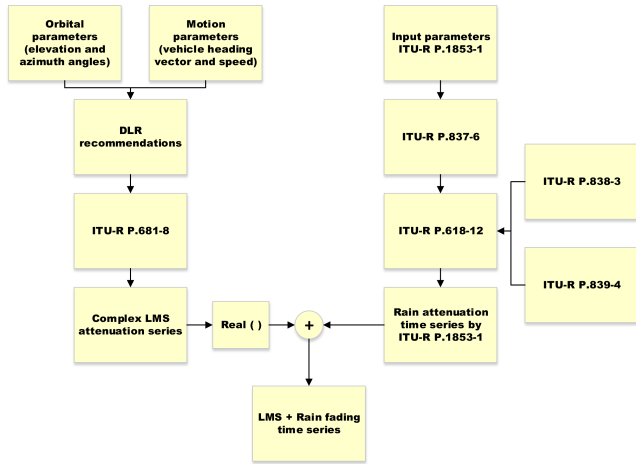 Orbital
parameters
(elevation and
azimuth angles)
Motion
parameters
(vehicle heading
vector and speed)
Input parameters
ITU-R P.1853-1
DLR
recommendations
ITU-R P.837-6
ITU-R P.838-3
ITU-R P.681-8
ITU-R P.618-12
ITU-R P.839-4
Complex LMS
attenuation series
Real ( )
+
Rain attenuation
time series by
ITU-R P.1853-1
LMS + Rain fading
time series